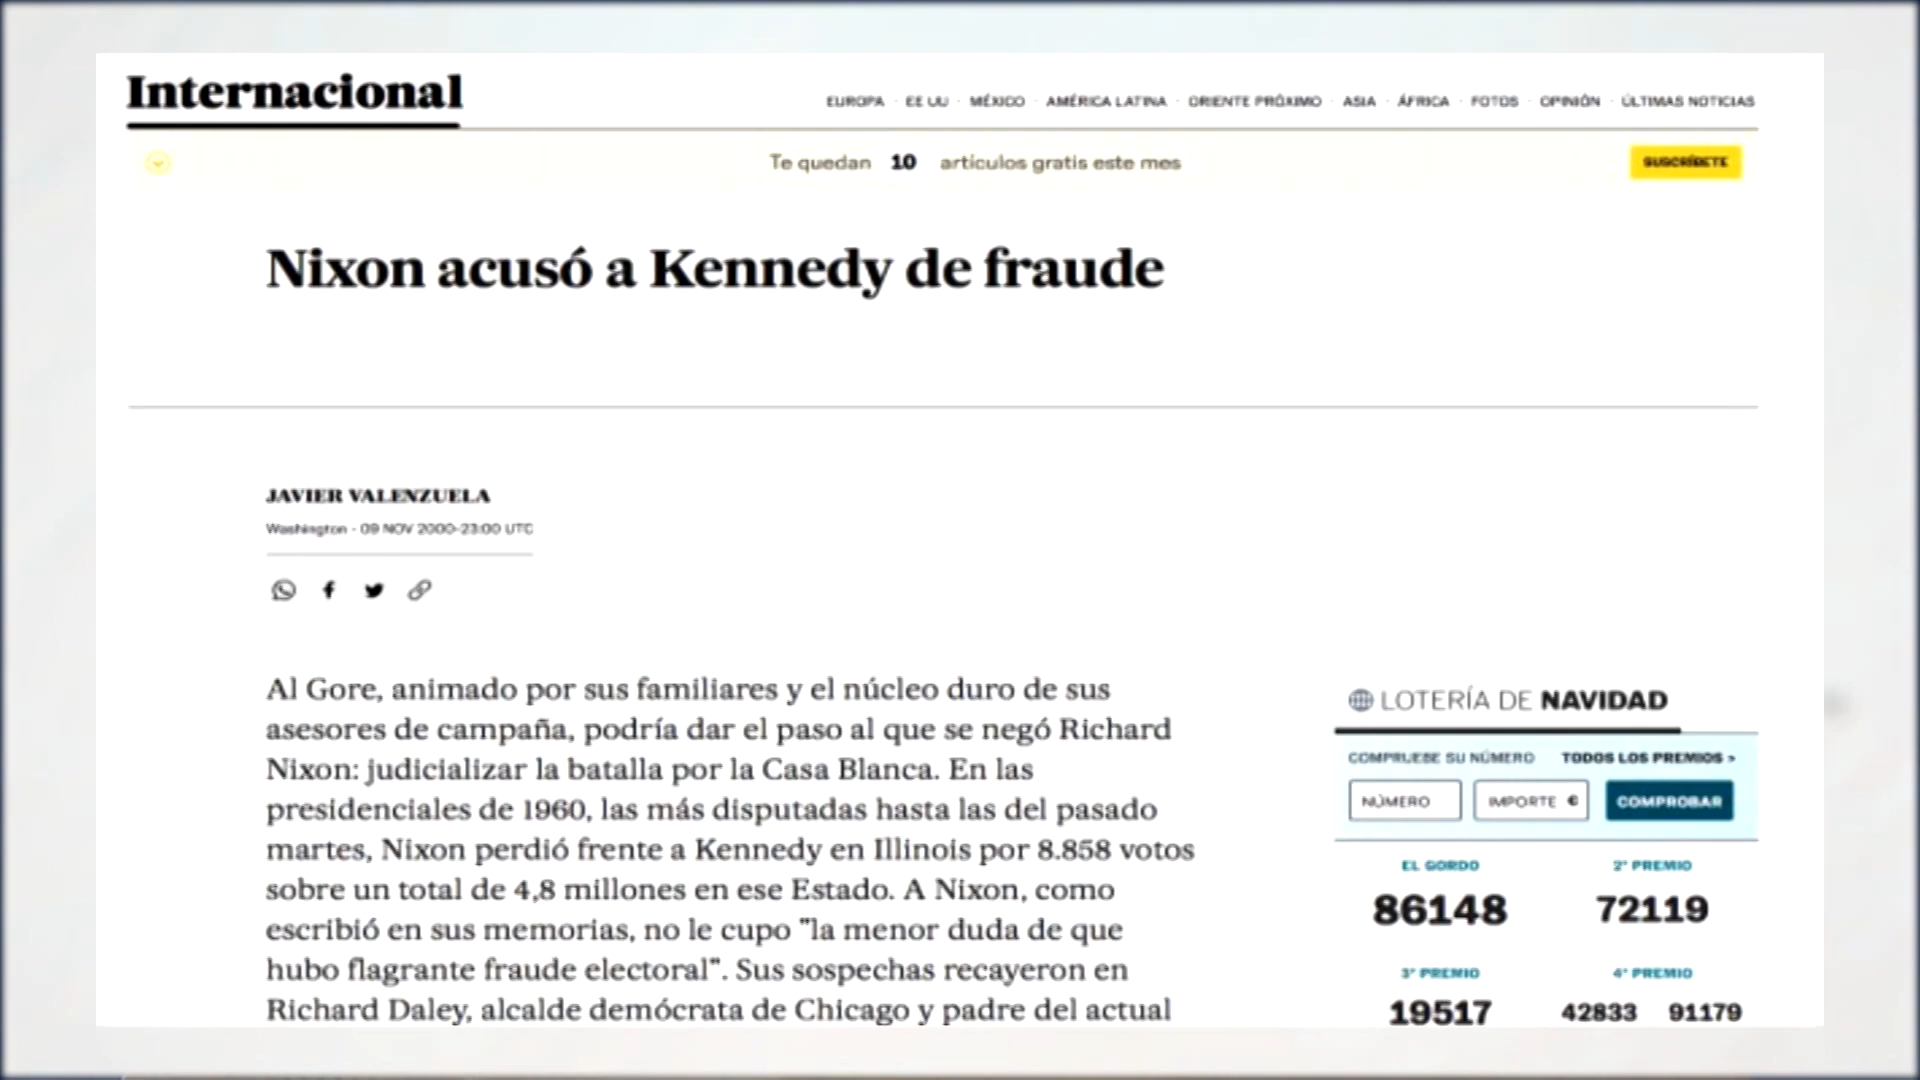 Internacional
EUROPA · EE UU · MÉXICO · AMÉRICA LATINA · ORIENTE PRÓXIMO · ASIA · ÁFRICA · FOTOS · OPINIÓN · ÚLTIMAS NOTICIAS
Te quedan 10 artículos gratis este mes
SUSCRÍBETE
Nixon acusó a Kennedy de fraude
JAVIER VALENZUELA
Washington - 09 NOV 2000-23:00 UTC
Al Gore, animado por sus familiares y el núcleo duro de sus
asesores de campaña, podría dar el paso al que se negó Richard
Nixon: judicializar la batalla por la Casa Blanca. En las
presidenciales de 1960, las más disputadas hasta las del pasado
martes, Nixon perdió frente a Kennedy en Illinois por 8.858 votos
sobre un total de 4,8 millones en ese Estado. A Nixon, como
escribió en sus memorias, no le cupo "la menor duda de que
hubo flagrante fraude electoral". Sus sospechas recayeron en
Richard Daley, alcalde demócrata de Chicago y padre del actual
LOTERÍA DE NAVIDAD
COMPRUEBE SU NÚMERO TODOS LOS PREMIOS >
NÚMERO IMPORTE € COMPROBAR
EL GORDO 2º PREMIO
86148 72119
3º PREMIO 4º PREMIO
19517 42833 91179